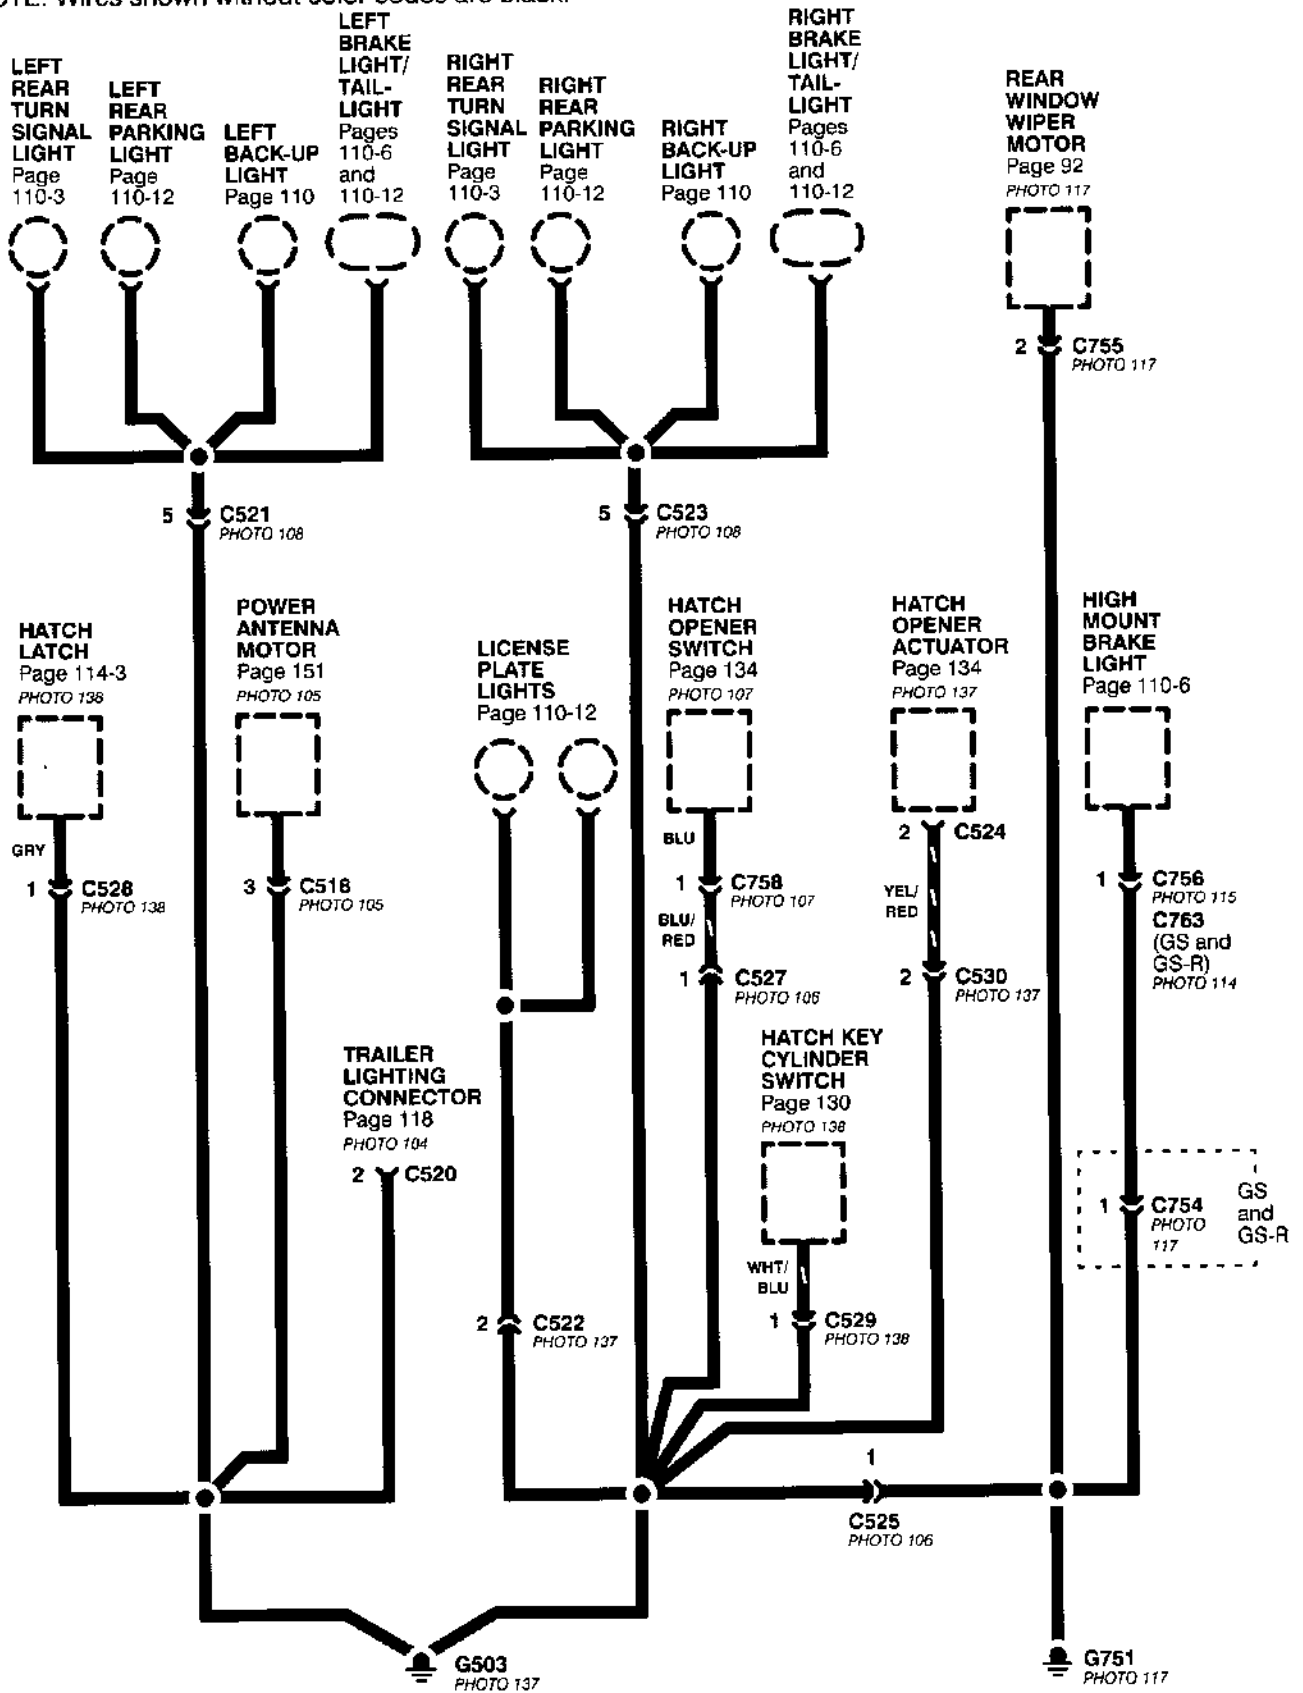 NOTE: Wires shown without color codes are black.
LEFT
REAR
TURN
SIGNAL
LIGHT
Page
110-3
LEFT
REAR
PARKING
LIGHT
Page
110-12
LEFT
BACK-UP
LIGHT
Page 110
LEFT
BRAKE
LIGHT/
TAIL-
LIGHT
Pages
110-6
and
110-12
RIGHT
REAR
TURN
SIGNAL
LIGHT
Page
110-3
RIGHT
REAR
PARKING
LIGHT
Page
110-12
RIGHT
BACK-UP
LIGHT
Page 110
RIGHT
BRAKE
LIGHT/
TAIL-
LIGHT
Pages
110-6
and
110-12
REAR
WINDOW
WIPER
MOTOR
Page 92
PHOTO 117
2 C755
PHOTO 117
5 C521
PHOTO 108
5 C523
PHOTO 108
HATCH
LATCH
Page 114-3
PHOTO 138
GRY
1 C528
PHOTO 138
POWER
ANTENNA
MOTOR
Page 151
PHOTO 105
3 C518
PHOTO 105
LICENSE
PLATE
LIGHTS
Page 110-12
HATCH
OPENER
SWITCH
Page 134
PHOTO 107
BLU
1 C758
PHOTO 107
BLU/
RED
1 C527
PHOTO 106
HATCH
OPENER
ACTUATOR
Page 134
PHOTO 137
2 C524
YEL/
RED
2 C530
PHOTO 137
HIGH
MOUNT
BRAKE
LIGHT
Page 110-6
1 C756
PHOTO 115
C763
(GS and
GS-R)
PHOTO 114
TRAILER
LIGHTING
CONNECTOR
Page 118
PHOTO 104
2 C520
HATCH KEY
CYLINDER
SWITCH
Page 130
PHOTO 138
WHT/
BLU
1 C529
PHOTO 138
1 C754
PHOTO
117
GS
and
GS-R
2 C522
PHOTO 137
1
C525
PHOTO 106
G503
PHOTO 137
G751
PHOTO 117